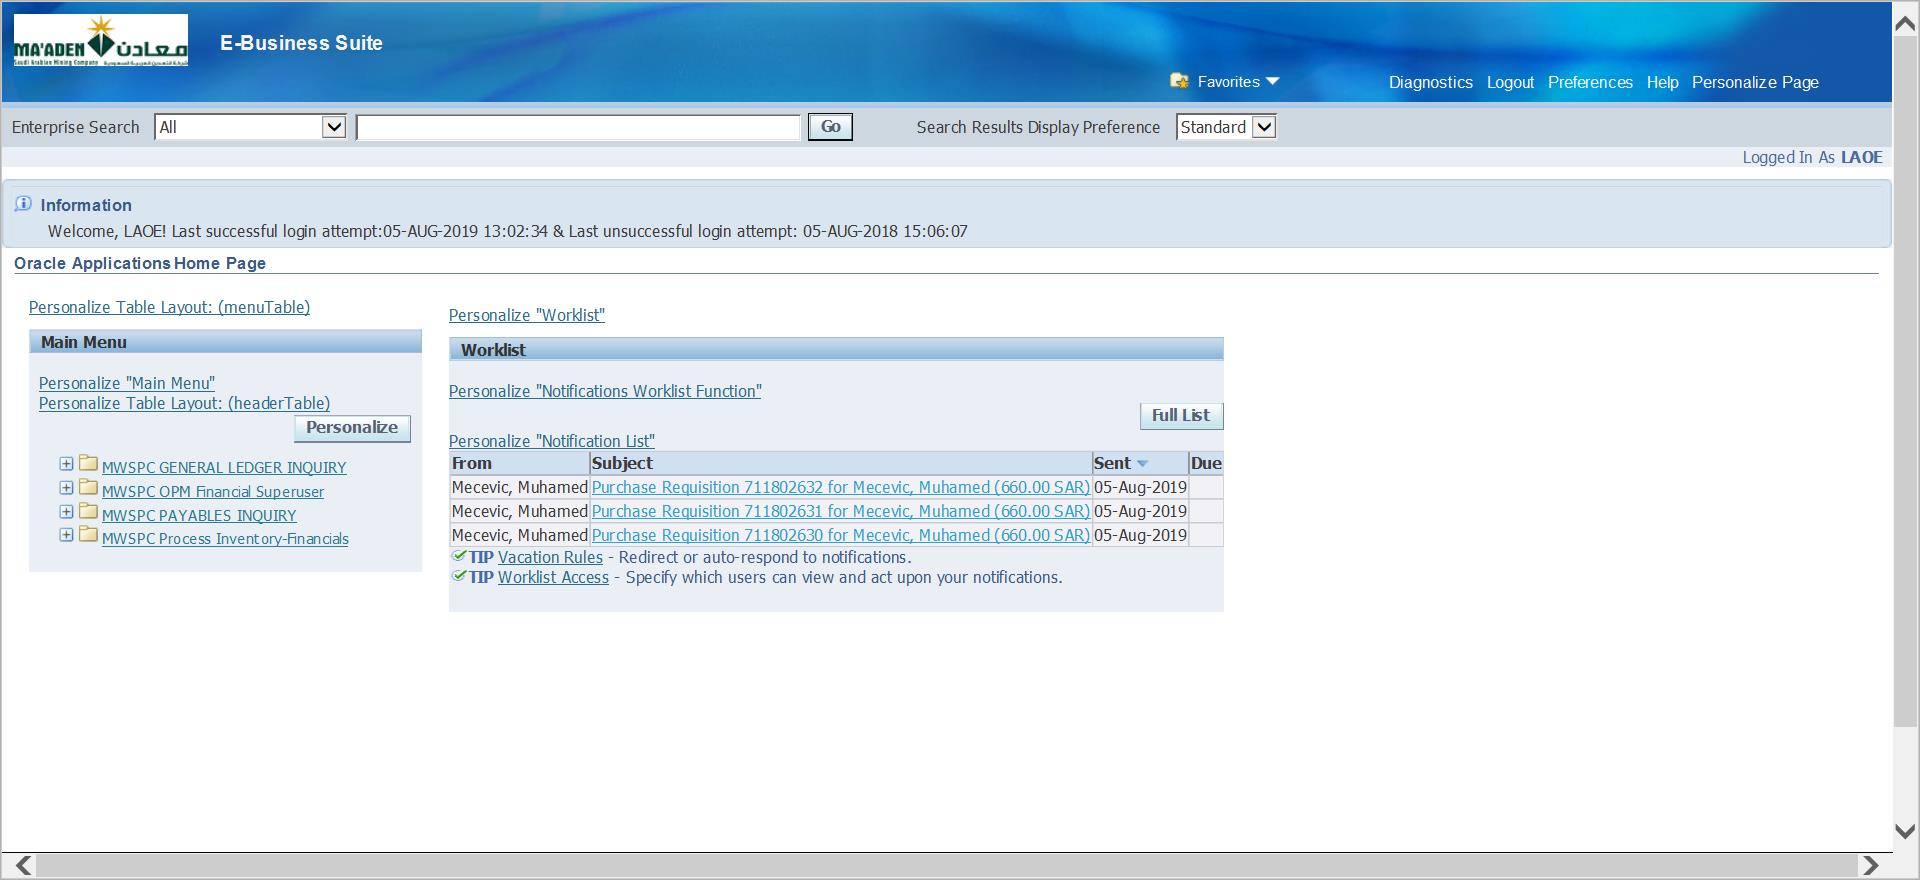 MA'ADEN معادن
Saudi Arabian Mining Company شركة التعدين العربية السعودية
E-Business Suite
Favorites
Diagnostics Logout Preferences Help Personalize Page
Enterprise Search All Go Search Results Display Preference Standard
Logged In As LAOE
Information
Welcome, LAOE! Last successful login attempt:05-AUG-2019 13:02:34 & Last unsuccessful login attempt: 05-AUG-2018 15:06:07
Oracle Applications Home Page
Personalize Table Layout: (menuTable)
Main Menu
Personalize "Main Menu"
Personalize Table Layout: (headerTable)
Personalize
MWSPC GENERAL LEDGER INQUIRY
MWSPC OPM Financial Superuser
MWSPC PAYABLES INQUIRY
MWSPC Process Inventory-Financials
Personalize "Worklist"
Worklist
Personalize "Notifications Worklist Function"
Full List
Personalize "Notification List"
From Subject Sent Due
Mecevic, Muhamed Purchase Requisition 711802632 for Mecevic, Muhamed (660.00 SAR) 05-Aug-2019
Mecevic, Muhamed Purchase Requisition 711802631 for Mecevic, Muhamed (660.00 SAR) 05-Aug-2019
Mecevic, Muhamed Purchase Requisition 711802630 for Mecevic, Muhamed (660.00 SAR) 05-Aug-2019
TIP Vacation Rules - Redirect or auto-respond to notifications.
TIP Worklist Access - Specify which users can view and act upon your notifications.